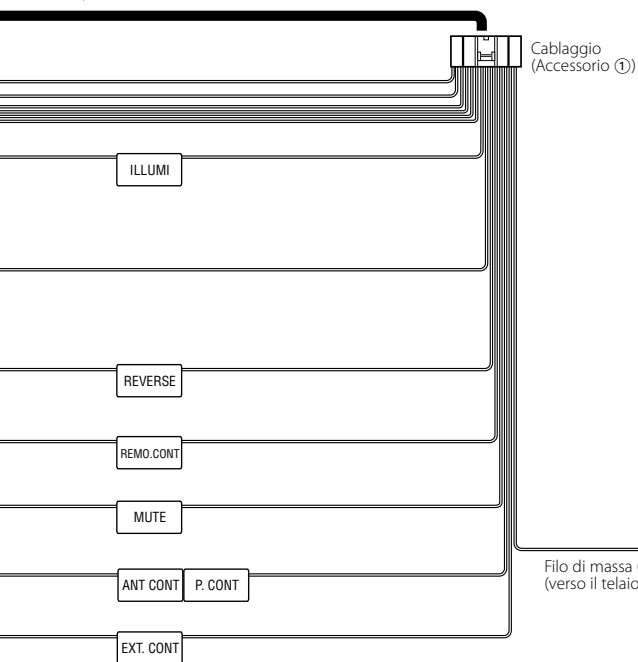 Cablaggio
(Accessorio ①)
ILLUMI
REVERSE
REMO.CONT
MUTE
Filo di massa
(verso il telaio
ANT CONT P. CONT
EXT. CONT